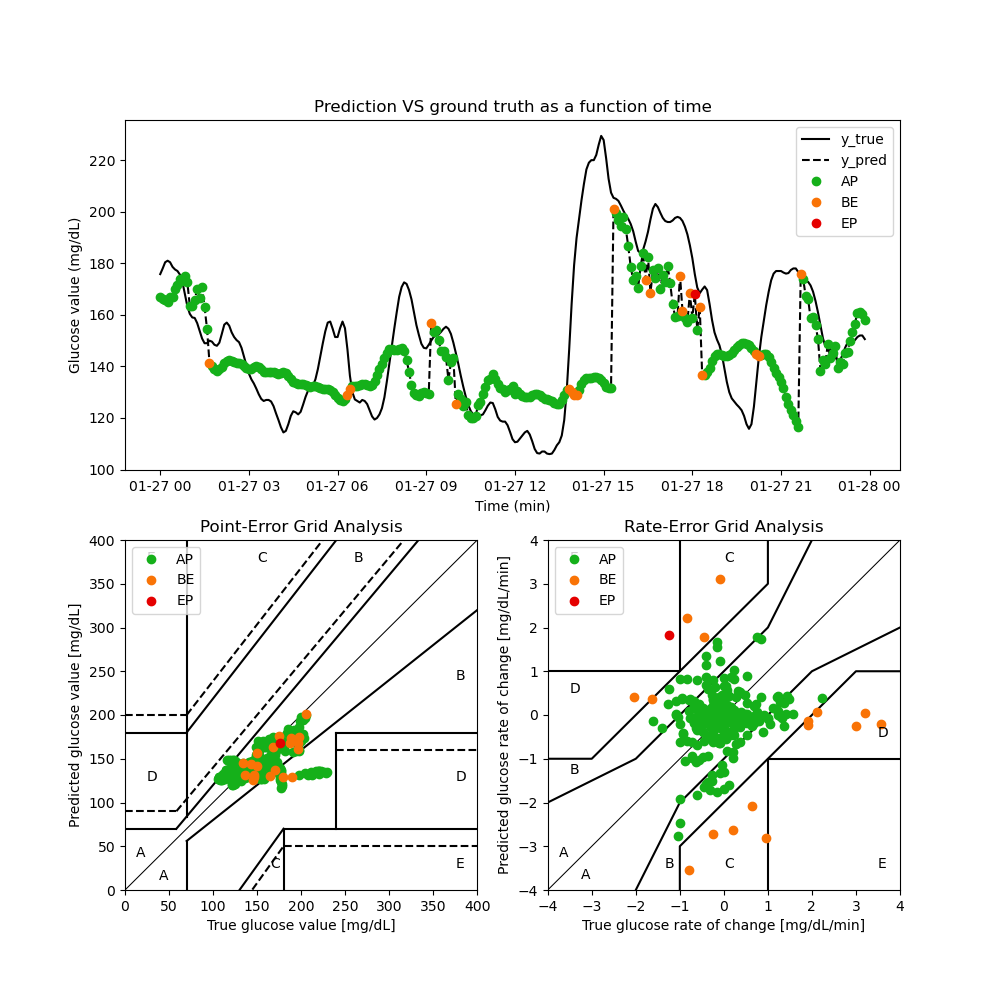 Prediction VS ground truth as a function of time
Glucose value (mg/dL)
220
200
180
160
140
120
100
y_true
y_pred
AP
BE
EP
01-27 00 01-27 03 01-27 06 01-27 09 01-27 12 01-27 15 01-27 18 01-27 21 01-28 00
Time (min)
Point-Error Grid Analysis
Predicted glucose value [mg/dL]
400
350
300
250
200
150
100
50
0
AP
BE
EP
C
B
B
D
D
A
A
C
E
0 50 100 150 200 250 300 350 400
True glucose value [mg/dL]
Rate-Error Grid Analysis
Predicted glucose rate of change [mg/dL/min]
4
3
2
1
0
−1
−2
−3
−4
AP
BE
EP
C
D
D
B
A
A
B
C
E
−4 −3 −2 −1 0 1 2 3 4
True glucose rate of change [mg/dL/min]